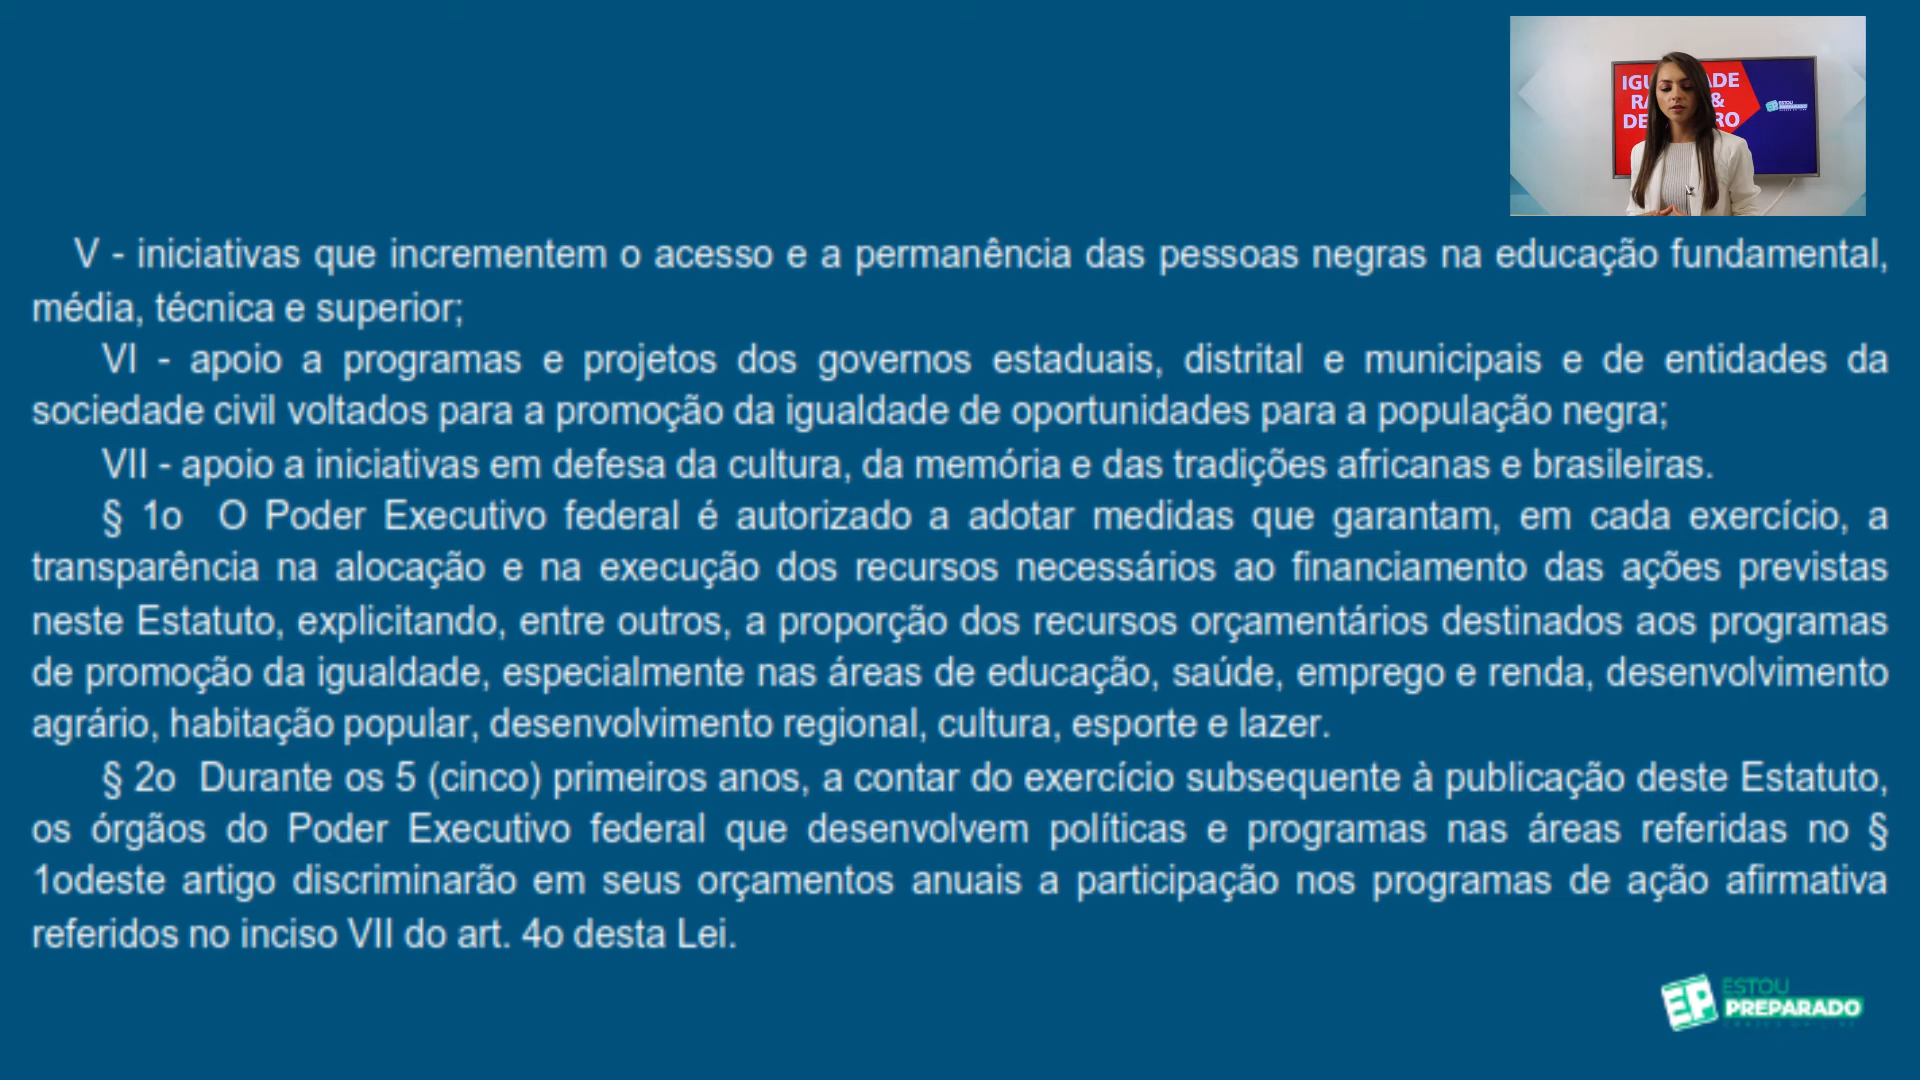 V - iniciativas que incrementem o acesso e a permanência das pessoas negras na educação fundamental,
média, técnica e superior;
VI - apoio a programas e projetos dos governos estaduais, distrital e municipais e de entidades da
sociedade civil voltados para a promoção da igualdade de oportunidades para a população negra;
VII - apoio a iniciativas em defesa da cultura, da memória e das tradições africanas e brasileiras.
§ 1o O Poder Executivo federal é autorizado a adotar medidas que garantam, em cada exercício, a
transparência na alocação e na execução dos recursos necessários ao financiamento das ações previstas
neste Estatuto, explicitando, entre outros, a proporção dos recursos orçamentários destinados aos programas
de promoção da igualdade, especialmente nas áreas de educação, saúde, emprego e renda, desenvolvimento
agrário, habitação popular, desenvolvimento regional, cultura, esporte e lazer.
§ 2o Durante os 5 (cinco) primeiros anos, a contar do exercício subsequente à publicação deste Estatuto,
os órgãos do Poder Executivo federal que desenvolvem políticas e programas nas áreas referidas no §
1odeste artigo discriminarão em seus orçamentos anuais a participação nos programas de ação afirmativa
referidos no inciso VII do art. 4o desta Lei.
EP ESTOU
PREPARADO